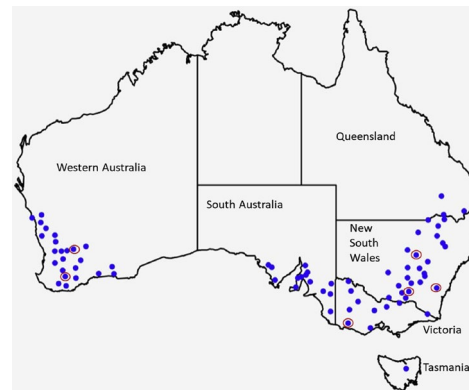 Queensland
Western Australia
South Australia
New
South
Wales
Victoria
Tasmania